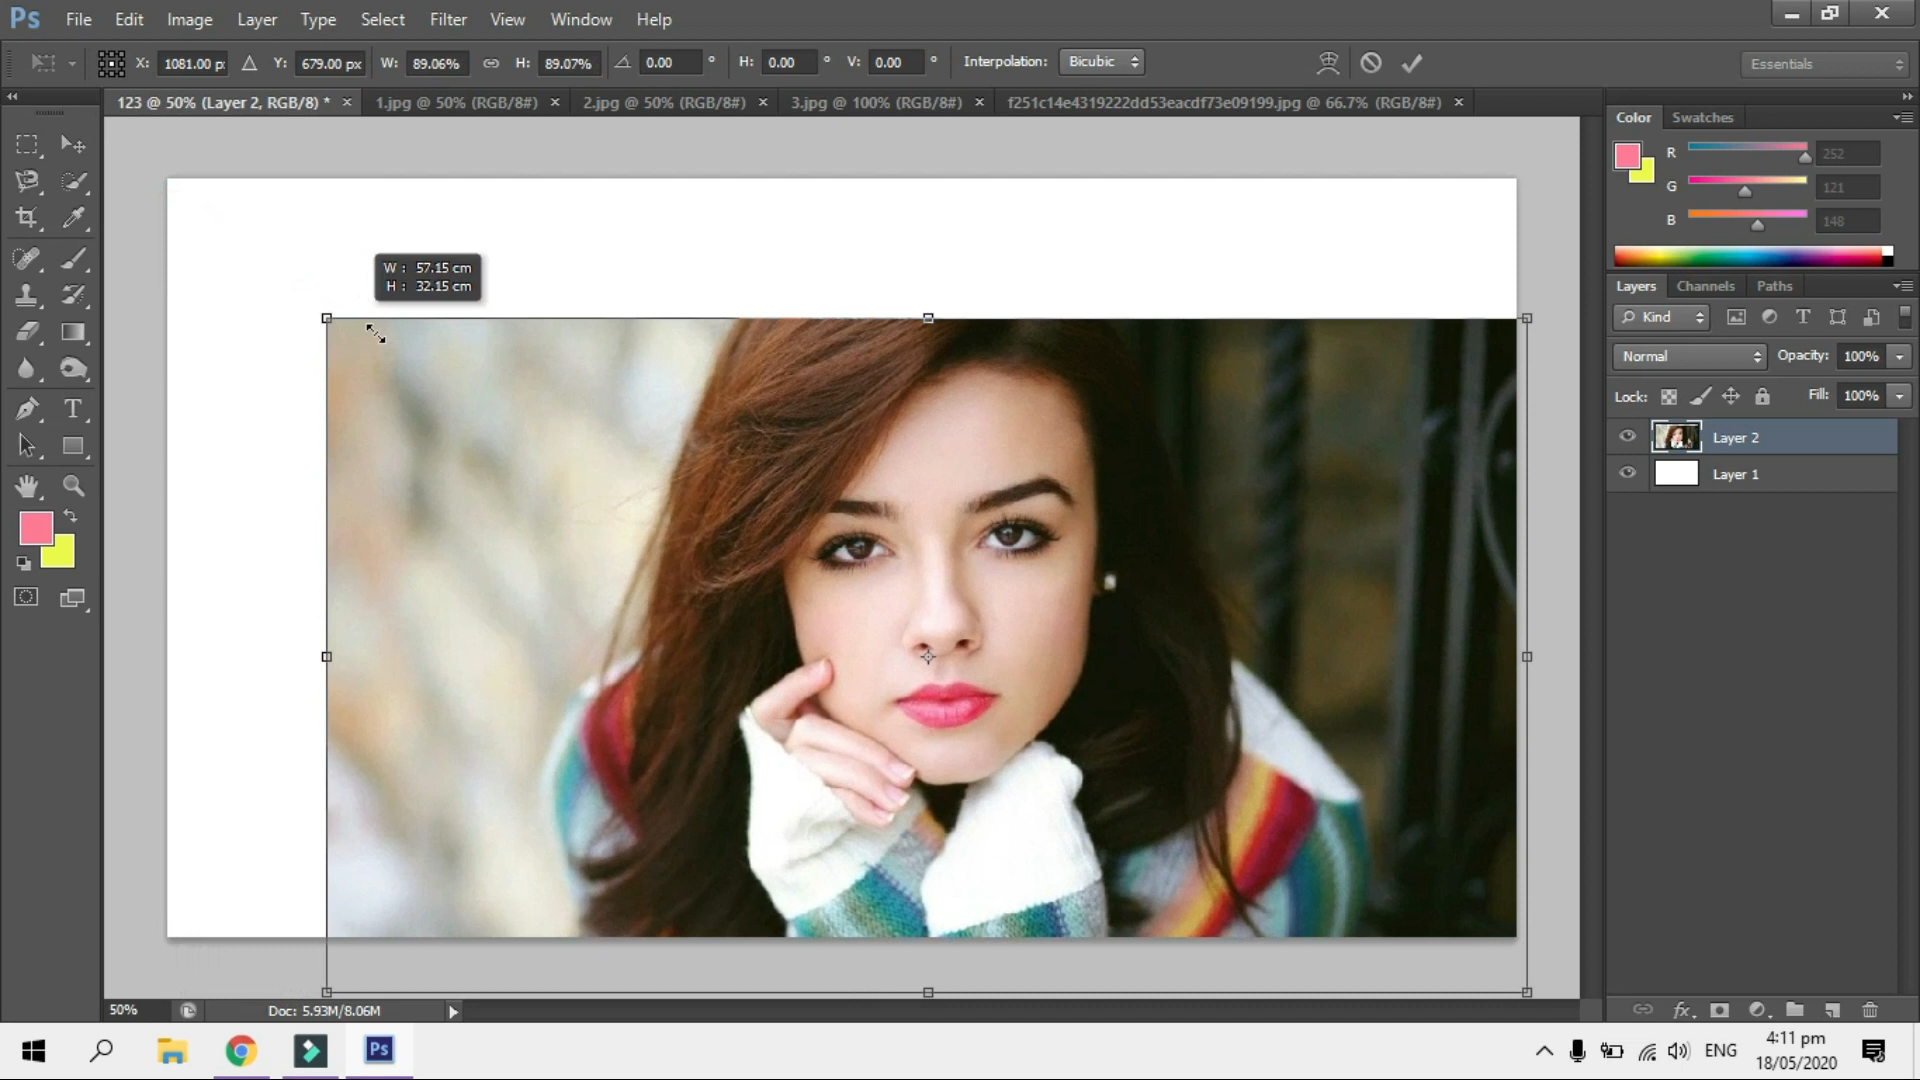 Ps File Edit Image Layer Type Select Filter View Window Help
X: 1081.00 p Y: 679.00 px W: 89.06% H: 89.07% 0.00 ° H: 0.00 ° V: 0.00 ° Interpolation: Bicubic Essentials
123 @ 50% (Layer 2, RGB/8) * × 1.jpg @ 50% (RGB/8#) × 2.jpg @ 50% (RGB/8#) × 3.jpg @ 100% (RGB/8#) × f251c14e4319222dd53eacdf73e09199.jpg @ 66.7% (RGB/8#) ×
Color Swatches
R 252
G 121
B 148
W : 57.15 cm
H : 32.15 cm
Layers Channels Paths
Kind
Normal Opacity: 100%
Lock: Fill: 100%
Layer 2
Layer 1
T
fx
50% Doc: 5.93M/8.06M
Ps ENG
4:11 pm
18/05/2020